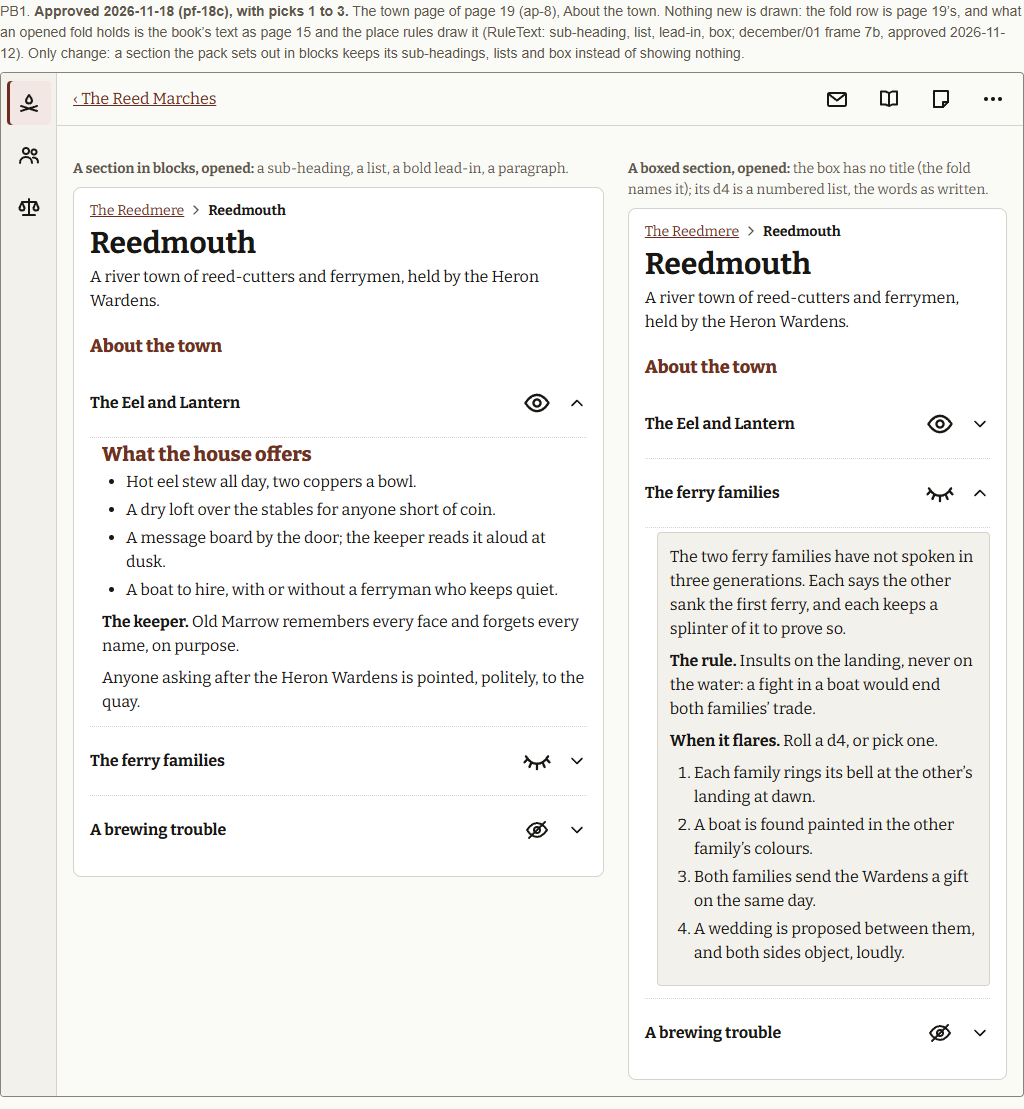 PB1. Approved 2026-11-18 (pf-18c), with picks 1 to 3. The town page of page 19 (ap-8), About the town. Nothing new is drawn: the fold row is page 19’s, and what
an opened fold holds is the book’s text as page 15 and the place rules draw it (RuleText: sub-heading, list, lead-in, box; december/01 frame 7b, approved 2026-11-
12). Only change: a section the pack sets out in blocks keeps its sub-headings, lists and box instead of showing nothing.
‹ The Reed Marches
A section in blocks, opened: a sub-heading, a list, a bold lead-in, a paragraph.
The Reedmere > Reedmouth
Reedmouth
A river town of reed-cutters and ferrymen, held by the Heron
Wardens.
About the town
The Eel and Lantern
What the house offers
• Hot eel stew all day, two coppers a bowl.
• A dry loft over the stables for anyone short of coin.
• A message board by the door; the keeper reads it aloud at
dusk.
• A boat to hire, with or without a ferryman who keeps quiet.
The keeper. Old Marrow remembers every face and forgets every
name, on purpose.
Anyone asking after the Heron Wardens is pointed, politely, to the
quay.
The ferry families
A brewing trouble
A boxed section, opened: the box has no title (the fold
names it); its d4 is a numbered list, the words as written.
The Reedmere > Reedmouth
Reedmouth
A river town of reed-cutters and ferrymen,
held by the Heron Wardens.
About the town
The Eel and Lantern
The ferry families
The two ferry families have not spoken in
three generations. Each says the other
sank the first ferry, and each keeps a
splinter of it to prove so.
The rule. Insults on the landing, never on
the water: a fight in a boat would end
both families’ trade.
When it flares. Roll a d4, or pick one.
1. Each family rings its bell at the other’s
landing at dawn.
2. A boat is found painted in the other
family’s colours.
3. Both families send the Wardens a gift
on the same day.
4. A wedding is proposed between them,
and both sides object, loudly.
A brewing trouble